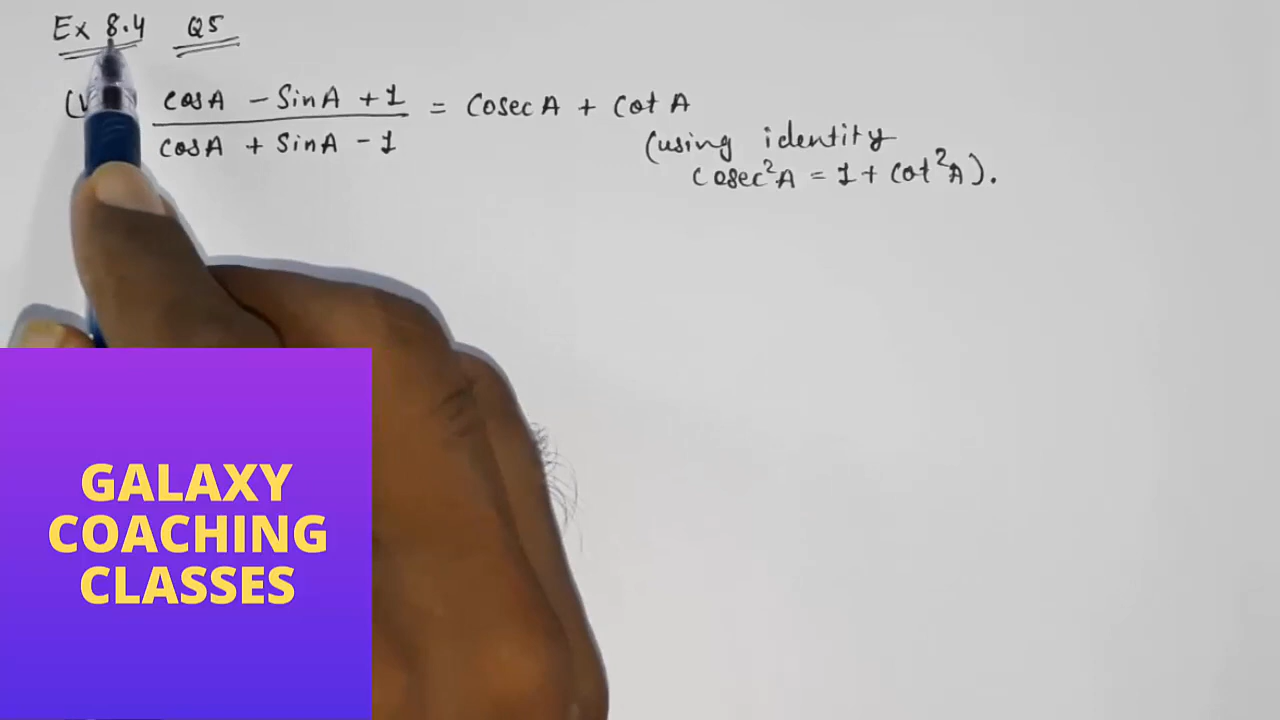 Ex 8.4 Q5
cosA - SinA + 1 / cosA + SinA - 1 = CosecA + Cot A
(using identity
Cosec²A = 1 + Cot²A).
GALAXY
COACHING
CLASSES